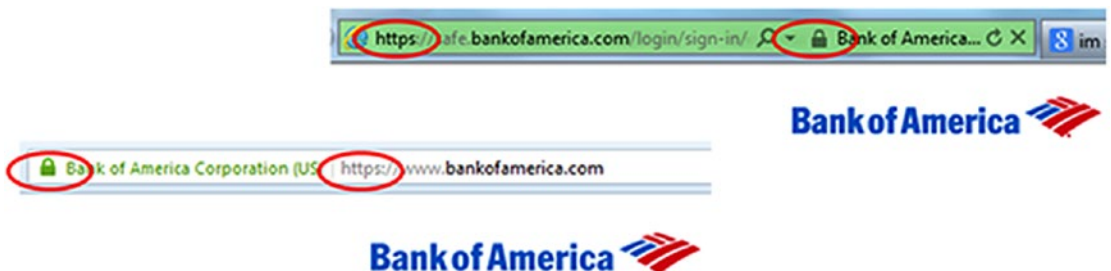 https://safe.bankofamerica.com/login/sign-in/ Bank of America... im
Bank of America
Bank of America Corporation (US https://www.bankofamerica.com
Bank of America